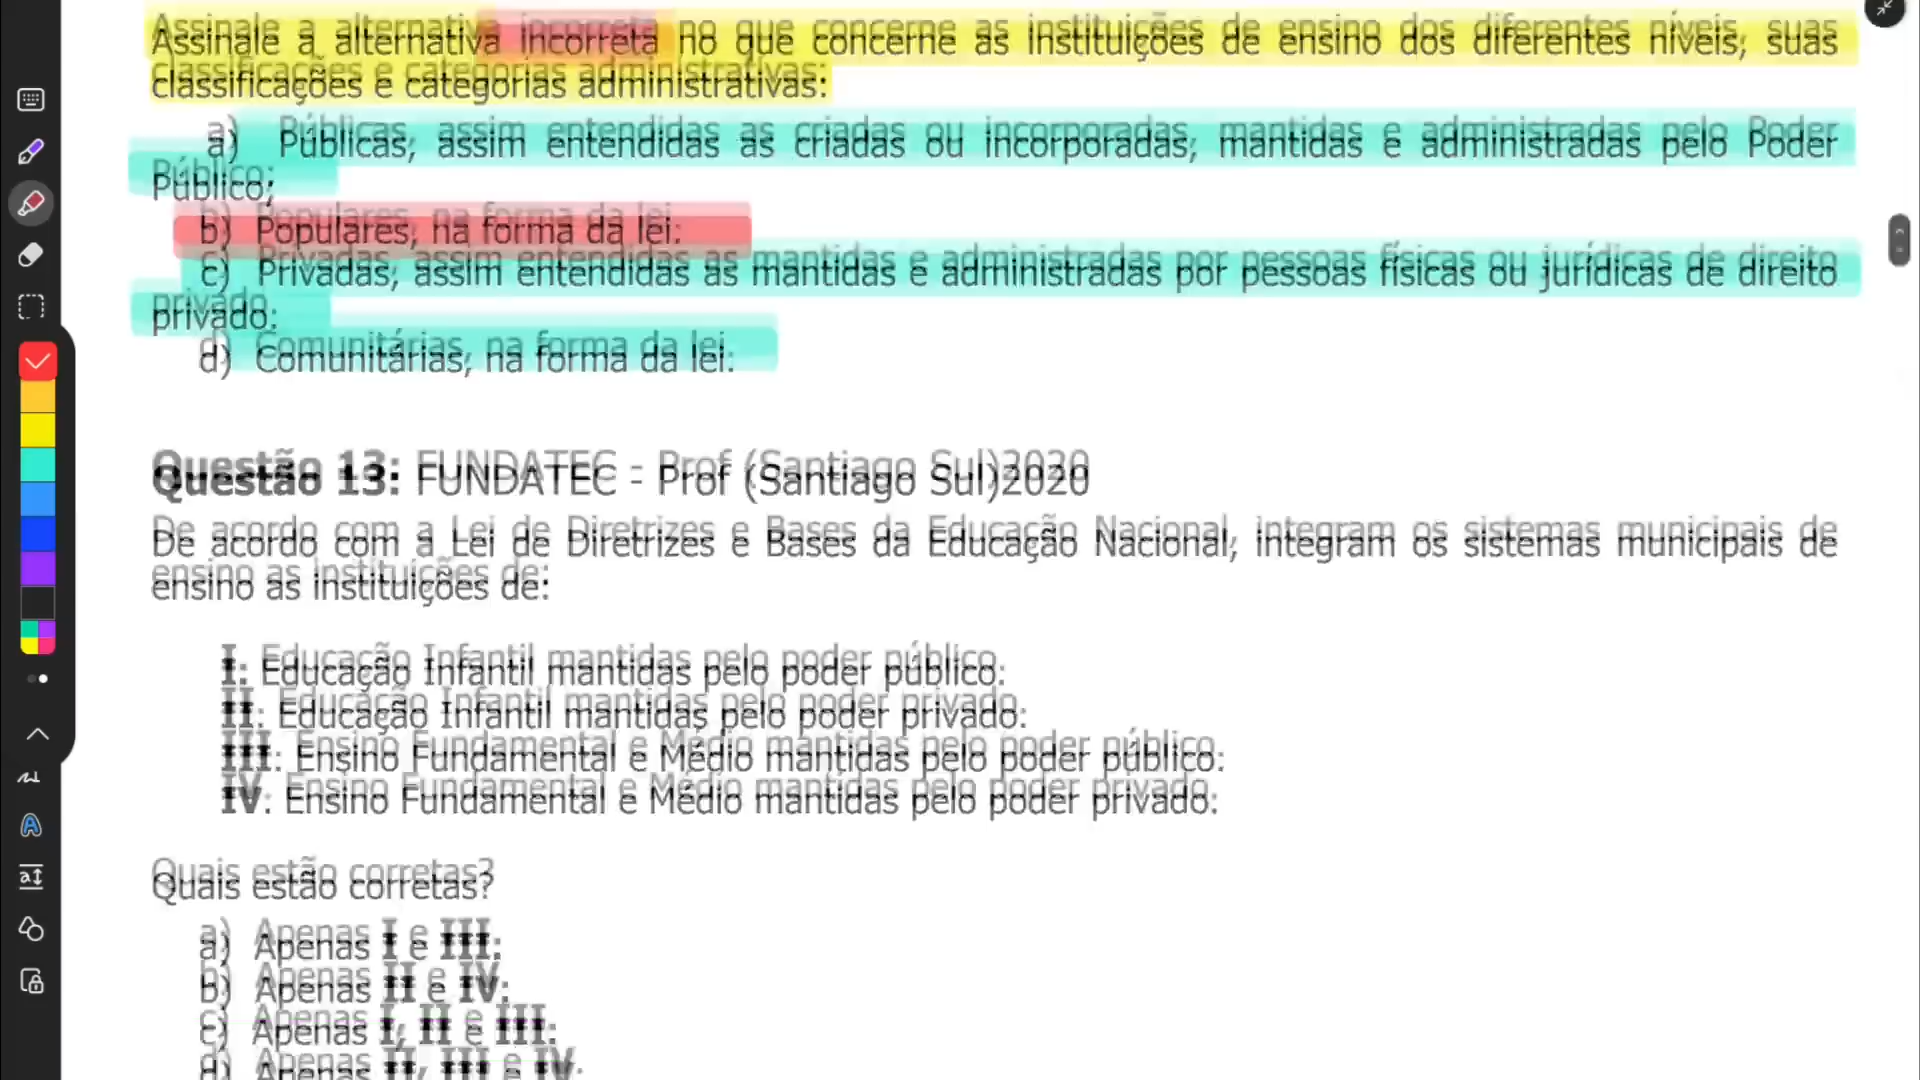 Assinale a alternativa incorreta no que concerne as instituições de ensino dos diferentes níveis, suas
classificações e categorias administrativas:
a) Públicas, assim entendidas as criadas ou incorporadas, mantidas e administradas pelo Poder
Público;
b) Populares, na forma da lei.
c) Privadas, assim entendidas as mantidas e administradas por pessoas físicas ou jurídicas de direito
privado.
d) Comunitárias, na forma da lei.
Questão 13: FUNDATEC - Prof (Santiago Sul)2020
De acordo com a Lei de Diretrizes e Bases da Educação Nacional, integram os sistemas municipais de
ensino as instituições de:
I. Educação Infantil mantidas pelo poder público.
II. Educação Infantil mantidas pelo poder privado.
III. Ensino Fundamental e Médio mantidas pelo poder público.
IV. Ensino Fundamental e Médio mantidas pelo poder privado.
Quais estão corretas?
a) Apenas I e III.
b) Apenas II e IV.
c) Apenas I, II e III.
d) Apenas II, III e IV.